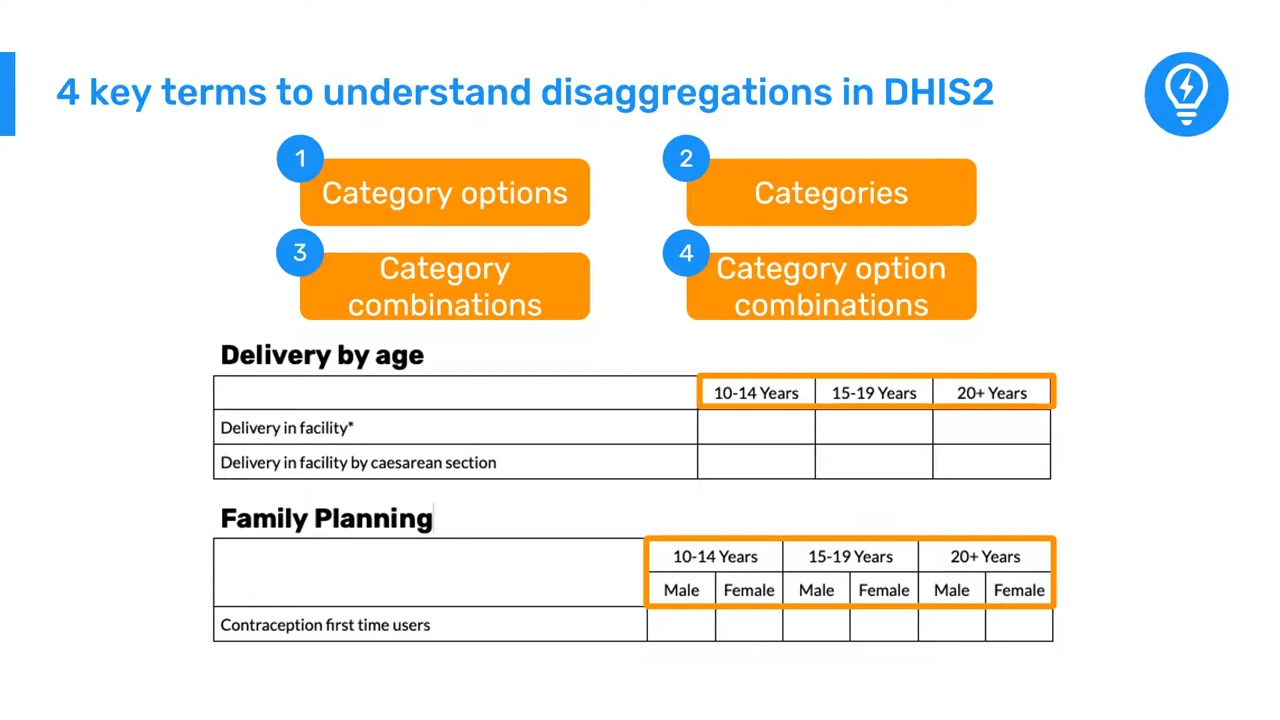 4 key terms to understand disaggregations in DHIS2
1
Category options
2
Categories
3
Category
combinations
4
Category option
combinations
Delivery by age
10-14 Years 15-19 Years 20+ Years
Delivery in facility*
Delivery in facility by caesarean section
Family Planning
10-14 Years 15-19 Years 20+ Years
Male Female Male Female Male Female
Contraception first time users